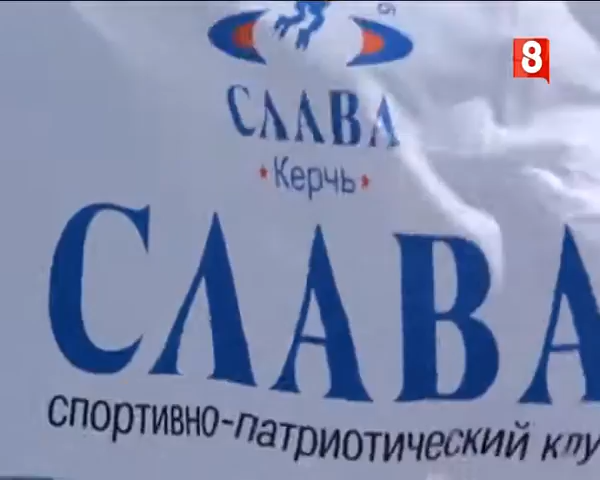 8
СЛАВА
Керчь
СЛАВА
спортивно-патриотический клу